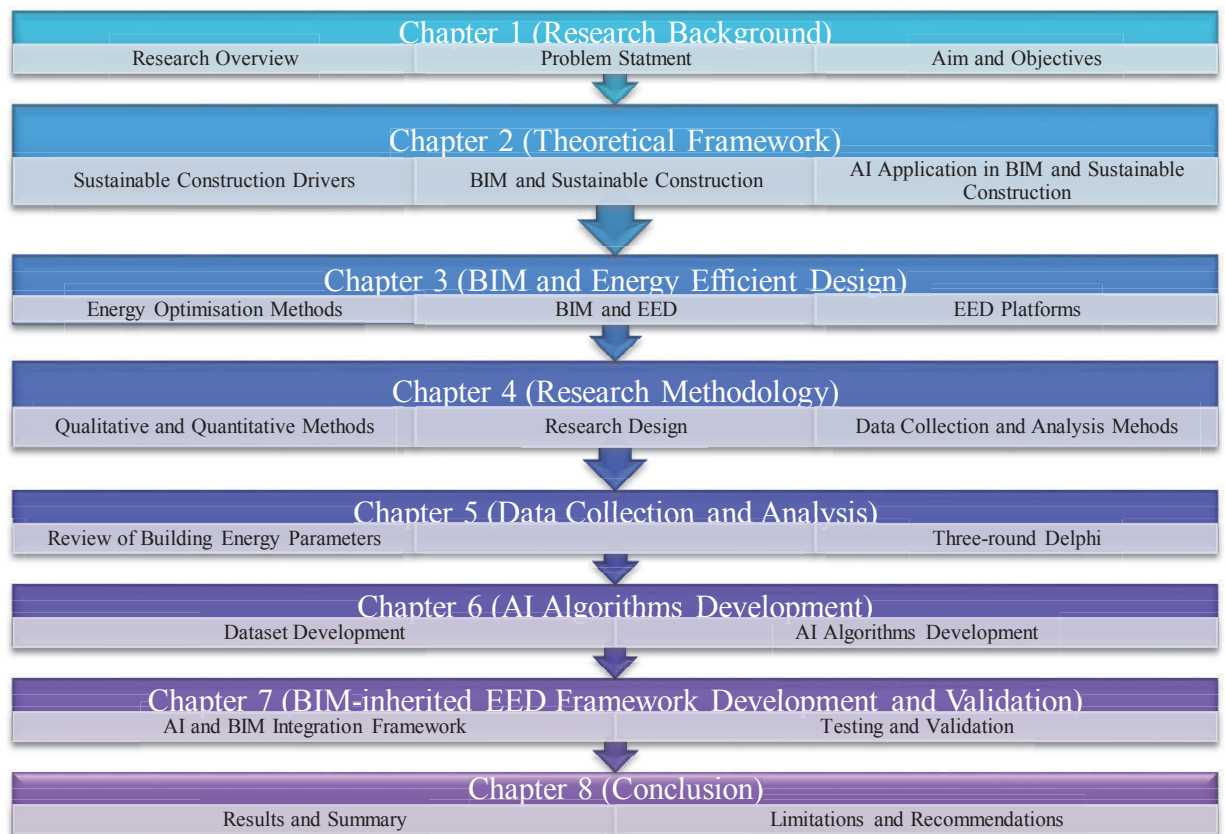 Chapter 1 (Research Background)
Research Overview
Problem Statment
Aim and Objectives
Chapter 2 (Theoretical Framework)
Sustainable Construction Drivers
BIM and Sustainable Construction
AI Application in BIM and Sustainable
Construction
Chapter 3 (BIM and Energy Efficient Design)
Energy Optimisation Methods
BIM and EED
EED Platforms
Chapter 4 (Research Methodology)
Qualitative and Quantitative Methods
Research Design
Data Collection and Analysis Mehods
Chapter 5 (Data Collection and Analysis)
Review of Building Energy Parameters
Three-round Delphi
Chapter 6 (AI Algorithms Development)
Dataset Development
AI Algorithms Development
Chapter 7 (BIM-inherited EED Framework Development and Validation)
AI and BIM Integration Framework
Testing and Validation
Chapter 8 (Conclusion)
Results and Summary
Limitations and Recommendations